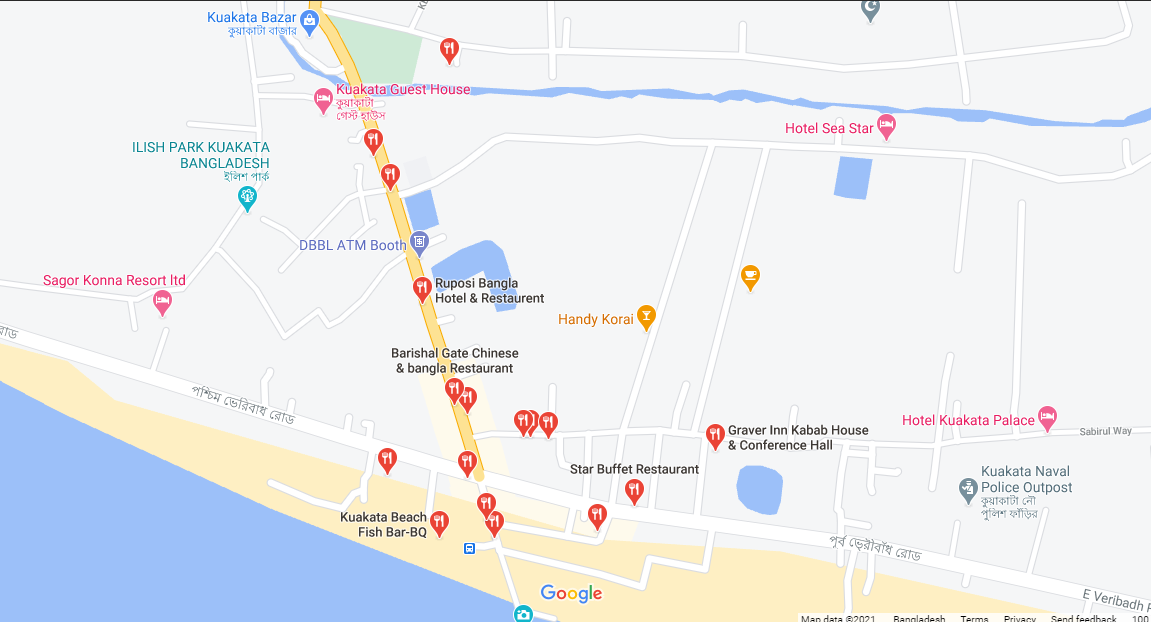 Kuakata Bazar
কুয়াকাটা বাজার
Kuakata Guest House
কুয়াকাটা
গেস্ট হাউস
Hotel Sea Star
ILISH PARK KUAKATA
BANGLADESH
ইলিশ পার্ক
DBBL ATM Booth
Sagor Konna Resort ltd
Ruposi Bangla
Hotel & Restaurent
Handy Korai
রোড
Barishal Gate Chinese
& bangla Restaurant
পশ্চিম ভেরিবাধ রোড
Hotel Kuakata Palace
Graver Inn Kabab House
& Conference Hall
Sabirul Way
Star Buffet Restaurant
Kuakata Naval
Police Outpost
কুয়াকাটা নৌ
পুলিশ ফাঁড়ির
Kuakata Beach
Fish Bar-BQ
পূর্ব ভেড়ীবাঁধ রোড
Google
E Veribadh
Map data ©2021 Bangladesh Terms Privacy Send feedback 100